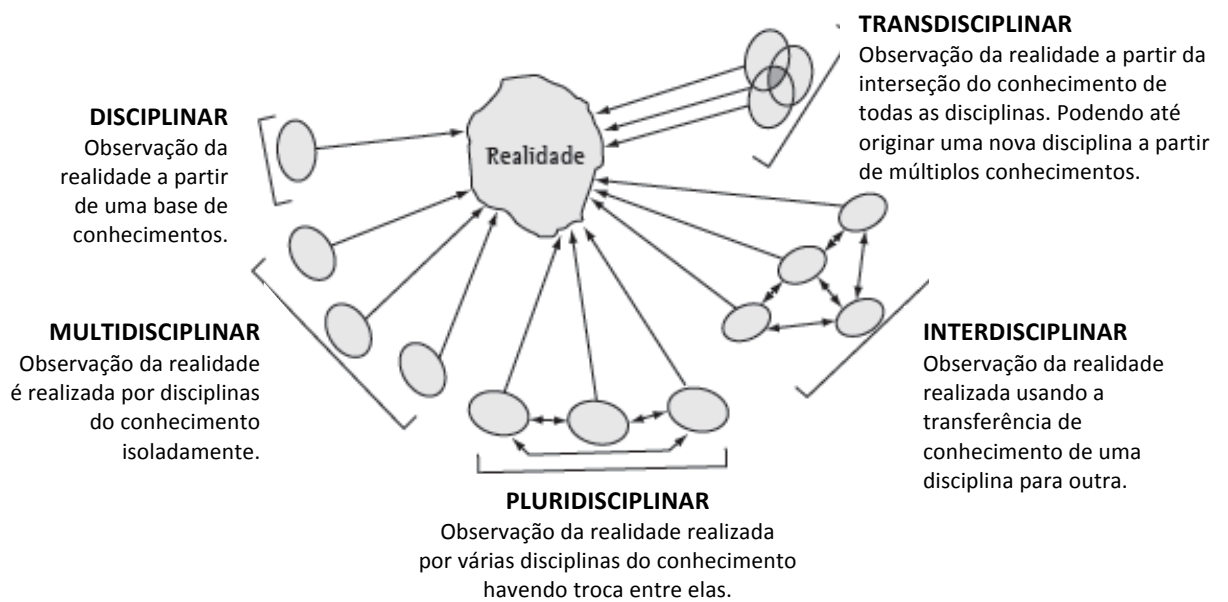 TRANSDISCIPLINAR
Observação da realidade a partir da
interseção do conhecimento de
todas as disciplinas. Podendo até
originar uma nova disciplina a partir
de múltiplos conhecimentos.
DISCIPLINAR
Observação da
realidade a partir
de uma base de
conhecimentos.
Realidade
MULTIDISCIPLINAR
Observação da realidade
é realizada por disciplinas
do conhecimento
isoladamente.
INTERDISCIPLINAR
Observação da realidade
realizada usando a
transferência de
conhecimento de uma
disciplina para outra.
PLURIDISCIPLINAR
Observação da realidade realizada
por várias disciplinas do conhecimento
havendo troca entre elas.